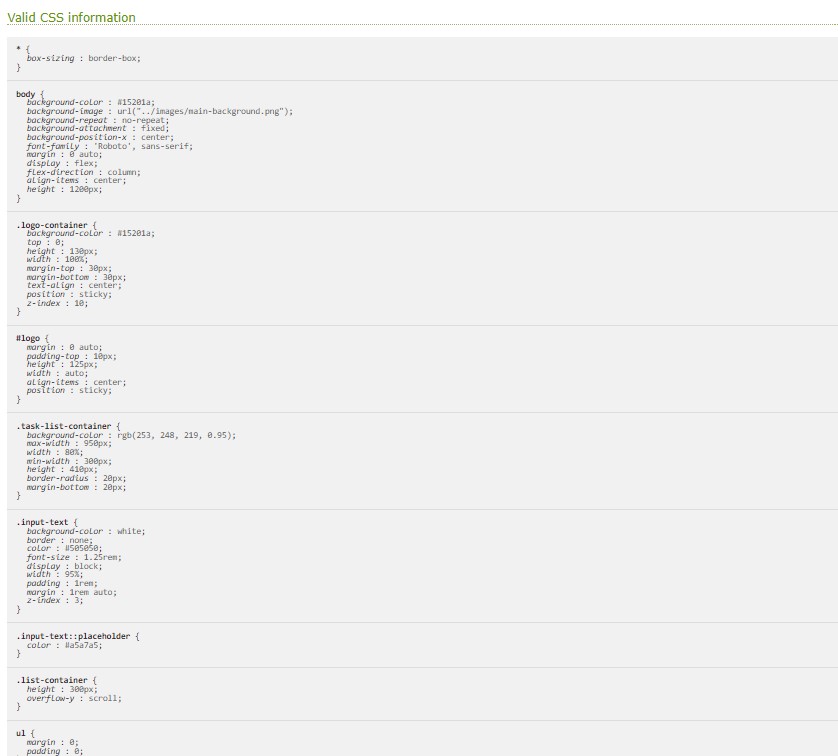 Valid CSS information
* {
box-sizing : border-box;
}
body {
background-color : #15201a;
background-image : url("../images/main-background.png");
background-repeat : no-repeat;
background-attachment : fixed;
background-position-x : center;
font-family : 'Roboto', sans-serif;
margin : 0 auto;
display : flex;
flex-direction : column;
align-items : center;
height : 1200px;
}
.logo-container {
background-color : #15201a;
top : 0;
height : 130px;
width : 100%;
margin-top : 30px;
margin-bottom : 30px;
text-align : center;
position : sticky;
z-index : 10;
}
#logo {
margin : 0 auto;
padding-top : 10px;
height : 125px;
width : auto;
align-items : center;
position : sticky;
}
.task-list-container {
background-color : rgb(253, 248, 219, 0.95);
max-width : 950px;
width : 80%;
min-width : 300px;
height : 410px;
border-radius : 20px;
margin-bottom : 20px;
}
.input-text {
background-color : white;
border : none;
color : #505050;
font-size : 1.25rem;
display : block;
width : 95%;
padding : 1rem;
margin : 1rem auto;
z-index : 3;
}
.input-text::placeholder {
color : #a5a7a5;
}
.list-container {
height : 300px;
overflow-y : scroll;
}
ul {
margin : 0;
padding : 0;